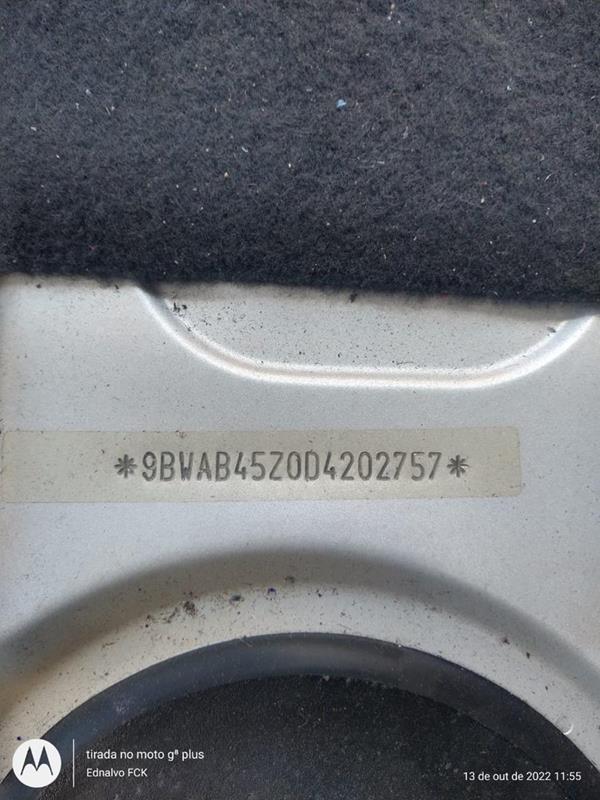 *9BWAB45Z0D4202757*
tirada no moto g⁸ plus
Ednalvo FCK
13 de out de 2022 11:55